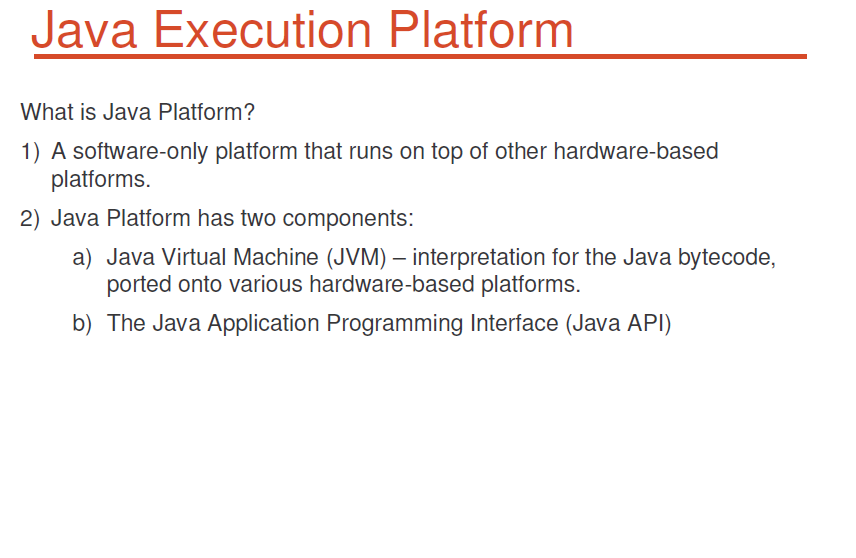 Java Execution Platform
What is Java Platform?
1) A software-only platform that runs on top of other hardware-based
platforms.
2) Java Platform has two components:
a) Java Virtual Machine (JVM) – interpretation for the Java bytecode,
ported onto various hardware-based platforms.
b) The Java Application Programming Interface (Java API)